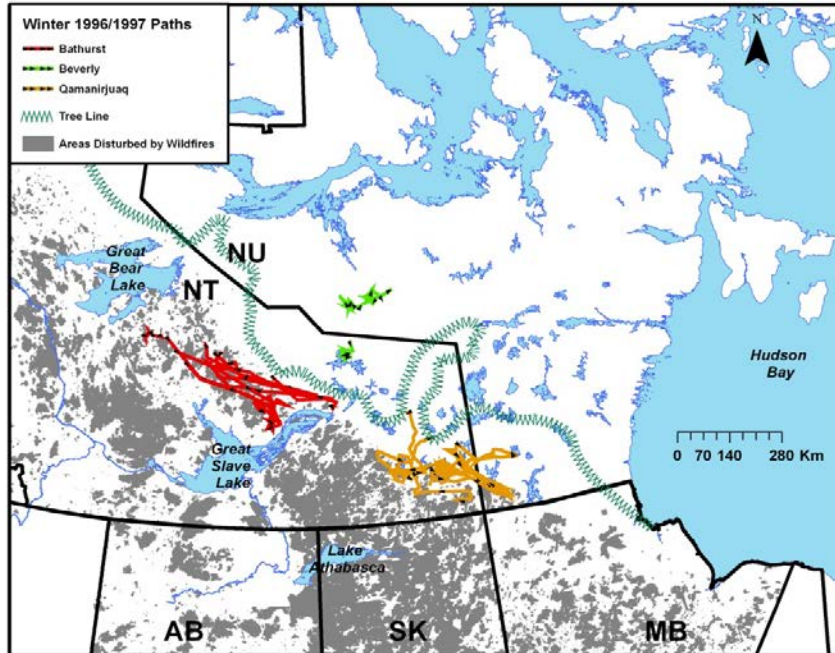 Winter 1996/1997 Paths
Bathurst
Beverly
Qamanirjuaq
Tree Line
Areas Disturbed by Wildfires
N
NU
Great
Bear
Lake
NT
Hudson
Bay
Great
Slave
Lake
0 70 140 280 Km
Lake
Athabasca
AB
SK
MB